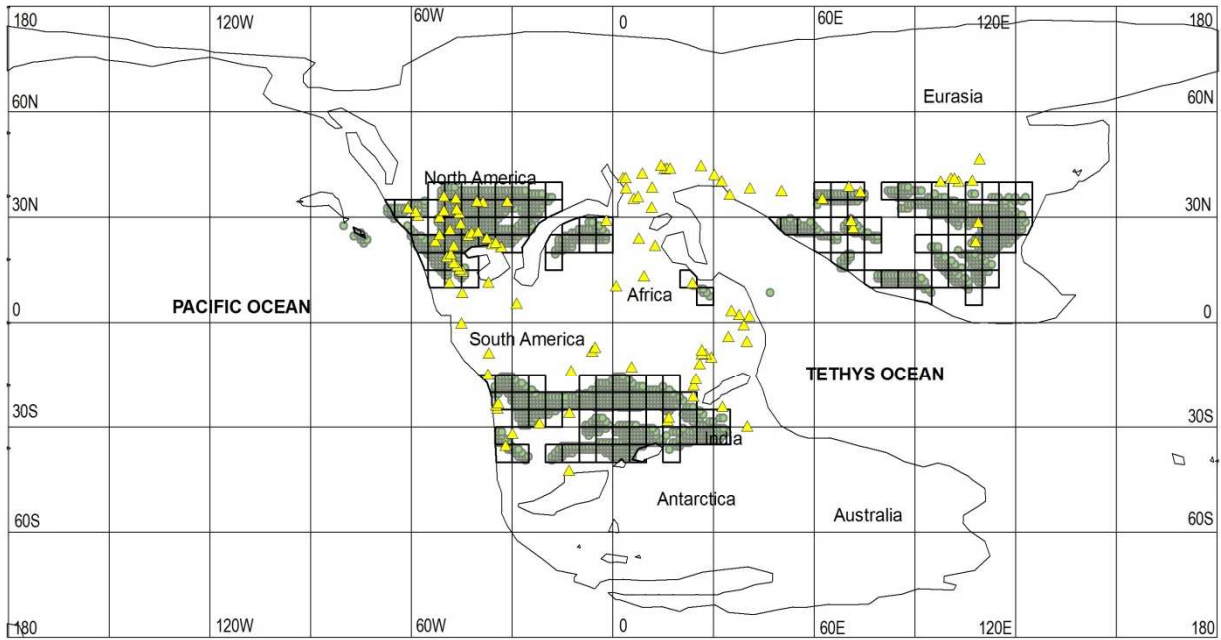 180 120W 60W 0 60E 120E 180
60N Eurasia 60N
North America
30N 30N
Africa
PACIFIC OCEAN
0 0
South America
TETHYS OCEAN
30S 30S
India
Antarctica
Australia
60S 60S
180 120W 60W 0 60E 120E 180